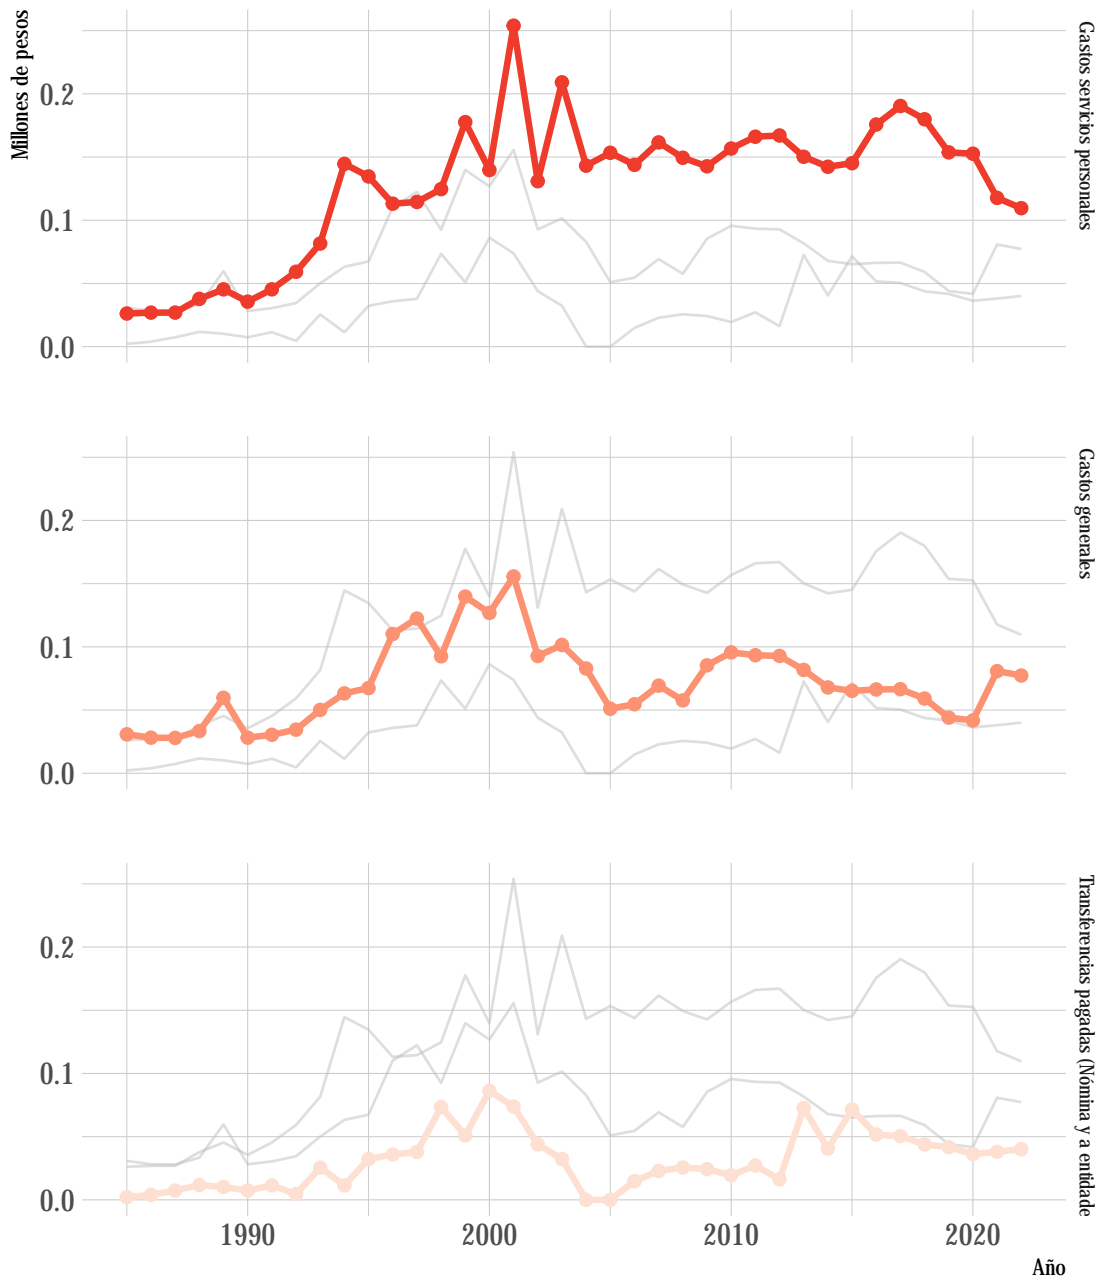 Millones de pesos
0.2
0.1
0.0
Gastos servicios personales
0.2
0.1
0.0
Gastos generales
0.2
0.1
0.0
Transferencias pagadas (Nómina y a entidade
1990
2000
2010
2020
Año